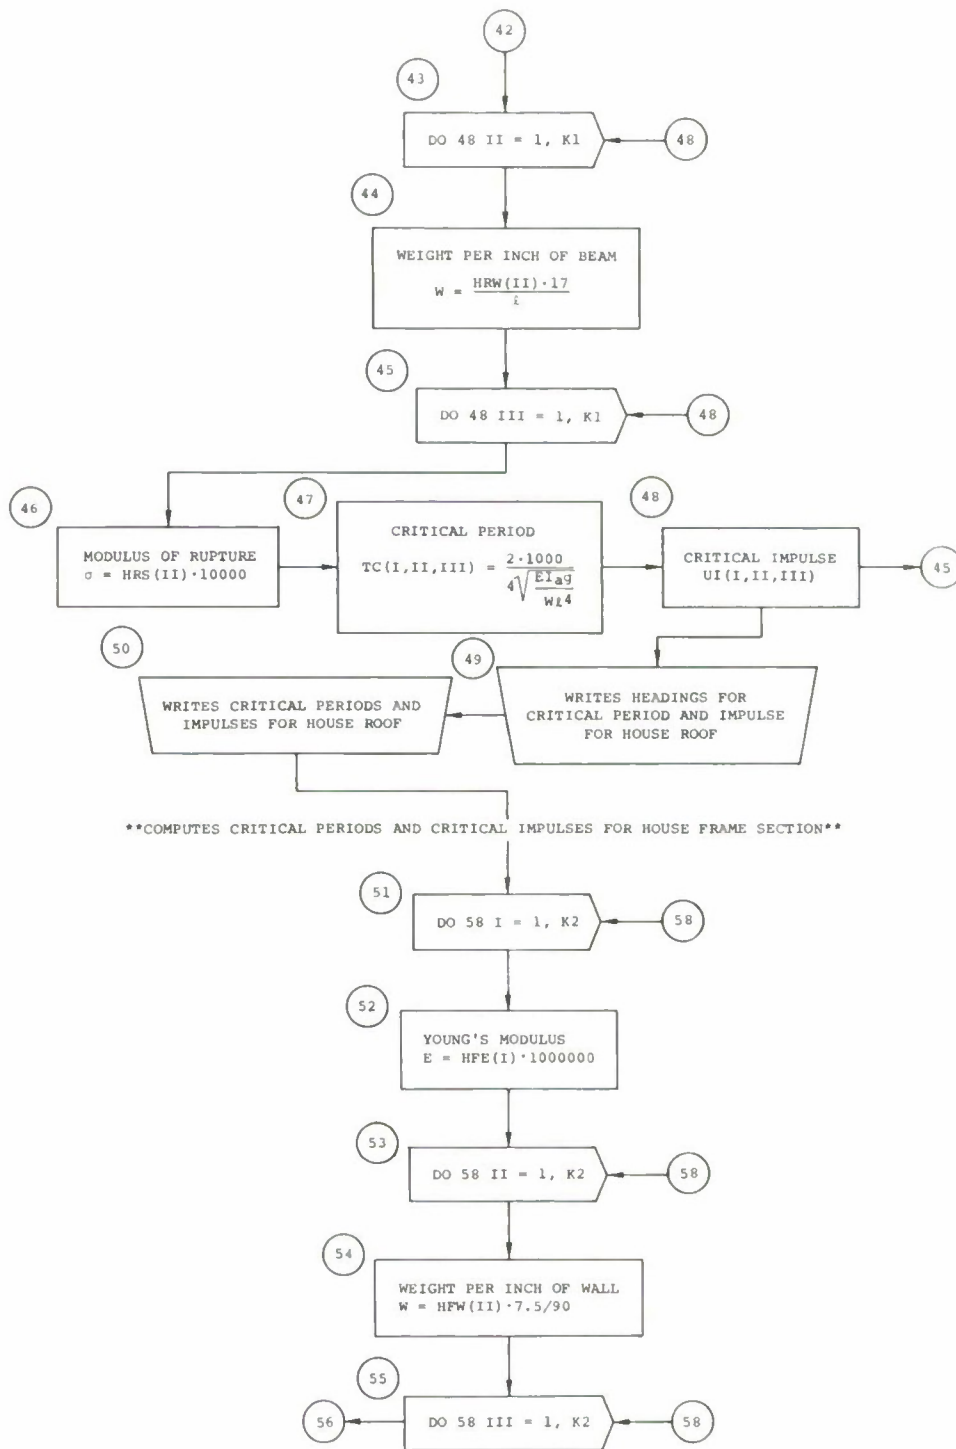 42
43
DO 48 II = 1, K1
48
44
WEIGHT PER INCH OF BEAM
W = HRW(II)·17 / ℓ
45
DO 48 III = 1, K1
48
46
MODULUS OF RUPTURE
σ = HRS(II)·10000
47
CRITICAL PERIOD
TC(I,II,III) = 2·1000 / 4√(EIag / Wℓ4)
48
CRITICAL IMPULSE
UI(I,II,III)
45
50
WRITES CRITICAL PERIODS AND
IMPULSES FOR HOUSE ROOF
49
WRITES HEADINGS FOR
CRITICAL PERIOD AND IMPULSE
FOR HOUSE ROOF
**COMPUTES CRITICAL PERIODS AND CRITICAL IMPULSES FOR HOUSE FRAME SECTION**
51
DO 58 I = 1, K2
58
52
YOUNG'S MODULUS
E = HFE(I)·1000000
53
DO 58 II = 1, K2
58
54
WEIGHT PER INCH OF WALL
W = HFW(II)·7.5/90
55
56
DO 58 III = 1, K2
58